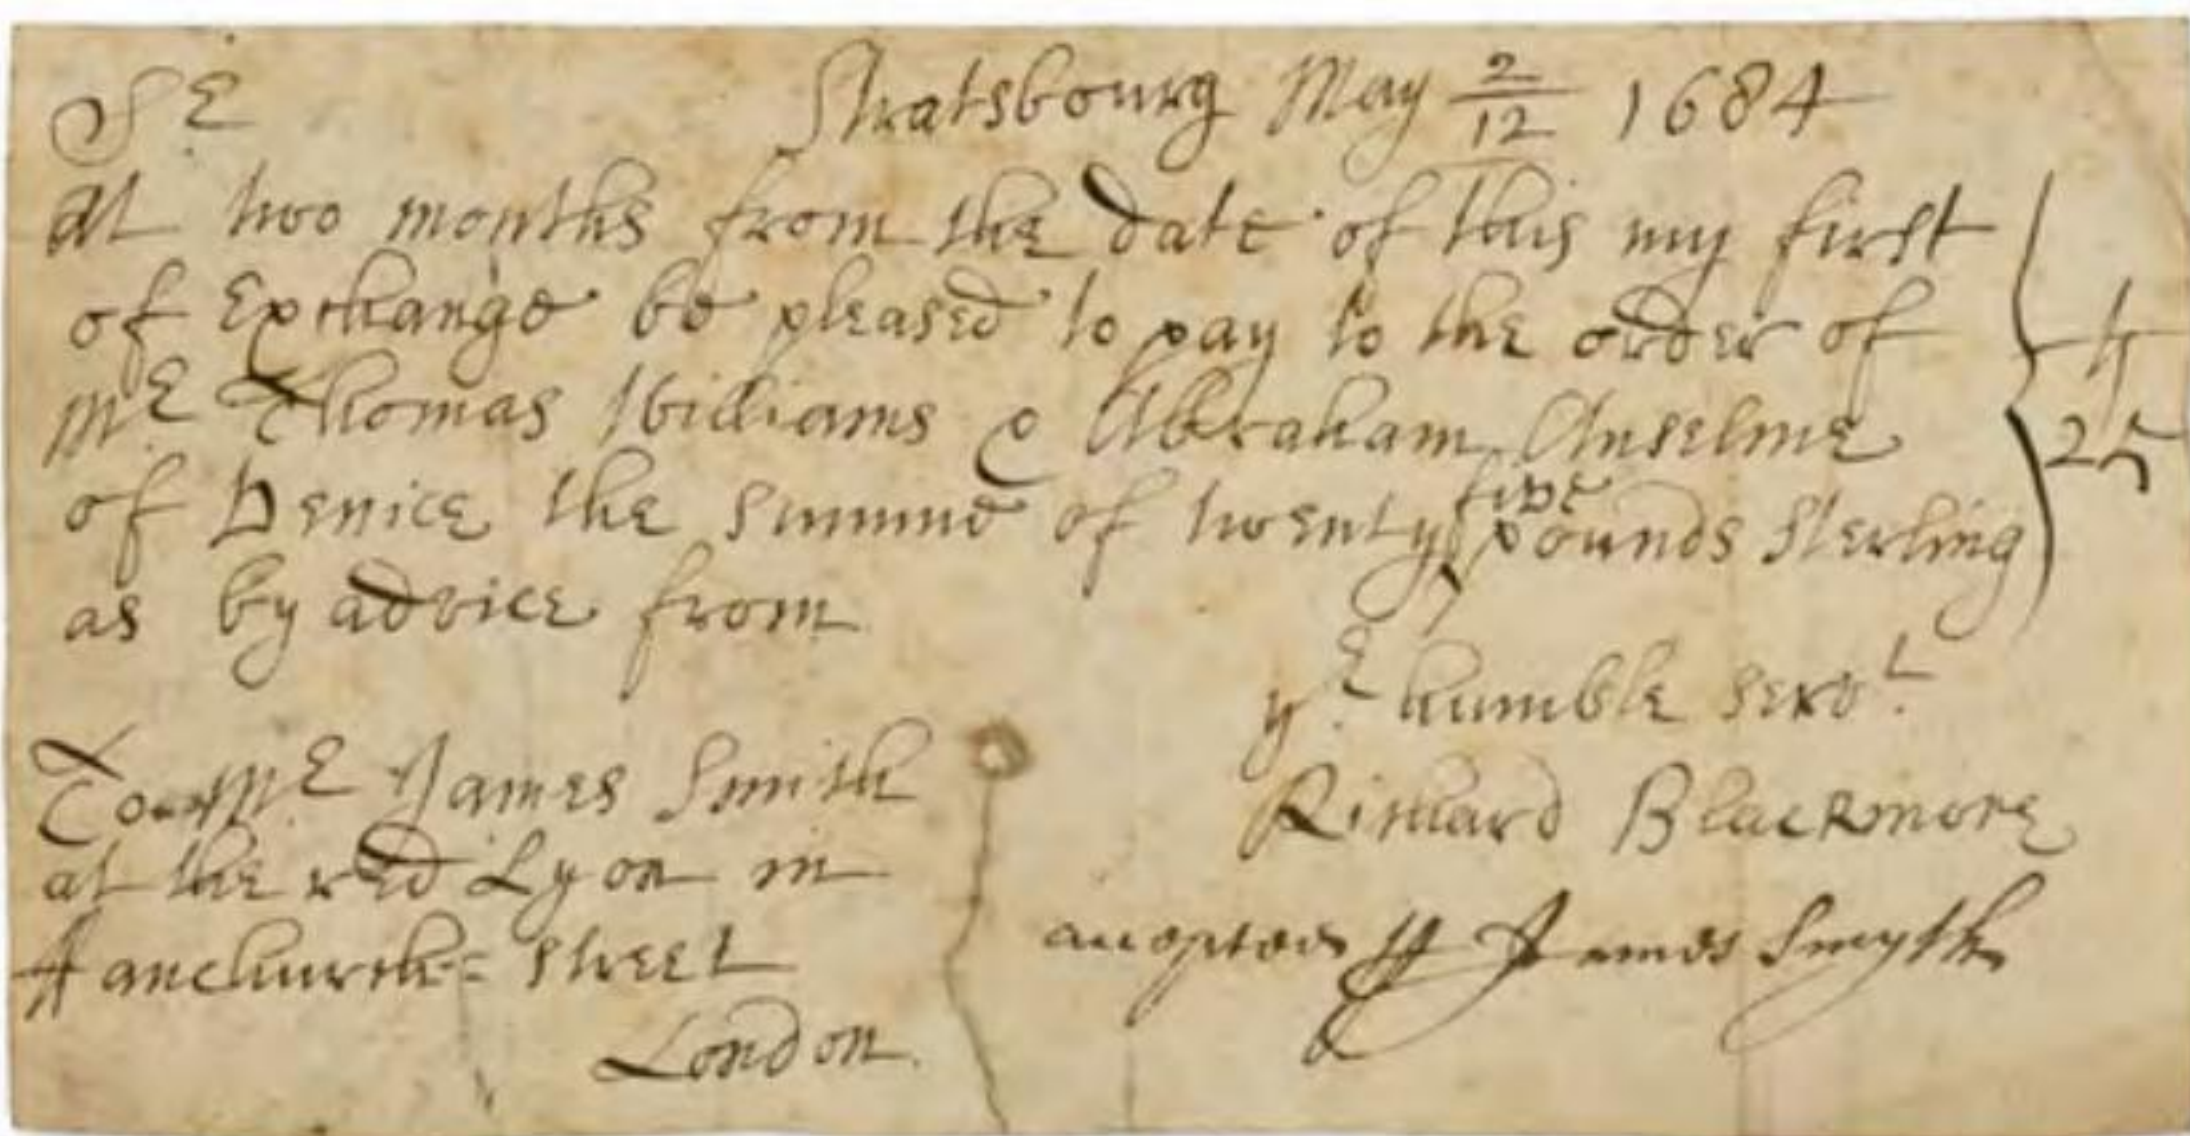 Sr Stratsbourg May 2/12 1684
At two months from the date of this my first
of Exchange be pleased to pay to the order of
Mr Thomas Williams & Abraham Anselme
of Venice the summe of twenty five pounds sterling
li
25
as by advice from
yr humble servt
Richard Blackmore
To Mr James Smith
at the red Lyon in
ffanchurch= street
London.
accepted James Smyth